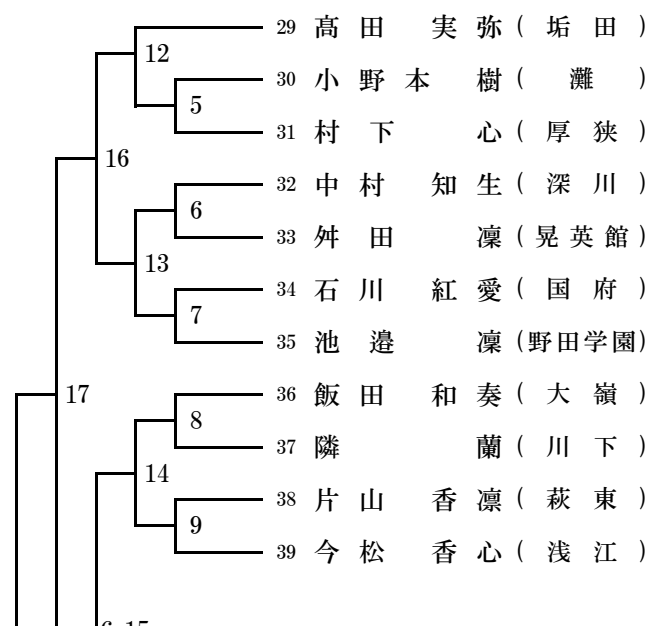 29 髙田 実弥 (垢田)
12
30 小野本 樹 (灘)
5
31 村下 心 (厚狭)
16
32 中村 知生 (深川)
6
33 舛田 凜 (晃英館)
13
34 石川 紅愛 (国府)
7
35 池邉 凜 (野田学園)
17
36 飯田 和奏 (大嶺)
8
37 隣 蘭 (川下)
14
38 片山 香凛 (萩東)
9
39 今松 香心 (浅江)